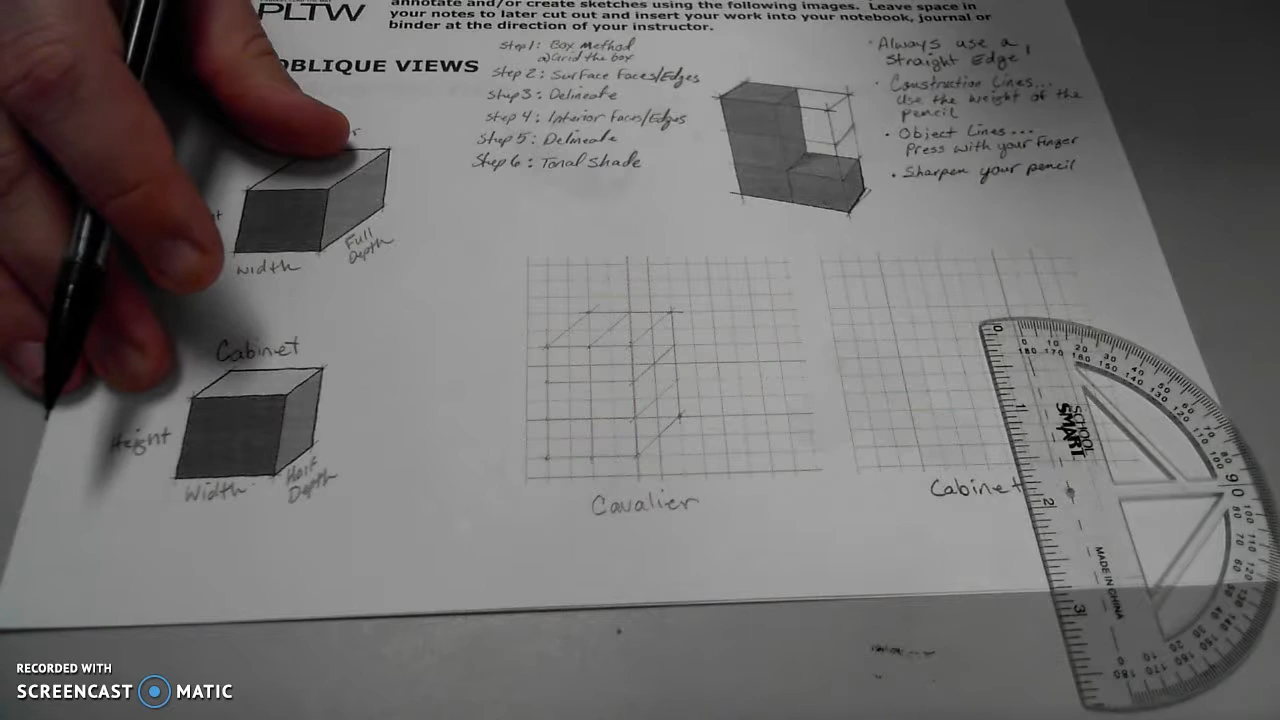 annotate and/or create sketches using the following images. Leave space in
your notes to later cut out and insert your work into your notebook, journal or
binder at the direction of your instructor.
PLTW
OBLIQUE VIEWS
Step 1: Box Method
a) Grid the box
Step 2: Surface Faces/Edges
Step 3: Delineate
Step 4: Interior Faces/Edges
Step 5: Delineate
Step 6: Tonal Shade
• Always use a
Straight Edge
• Construction Lines...
Use the weight of the
pencil
• Object Lines...
Press with your Finger
• Sharpen your pencil
Width
Full
Depth
Cabinet
Height
Width
Half
Depth
Cavalier
Cabinet
SCHOOL
SMART
MADE IN CHINA
RECORDED WITH
SCREENCAST MATIC